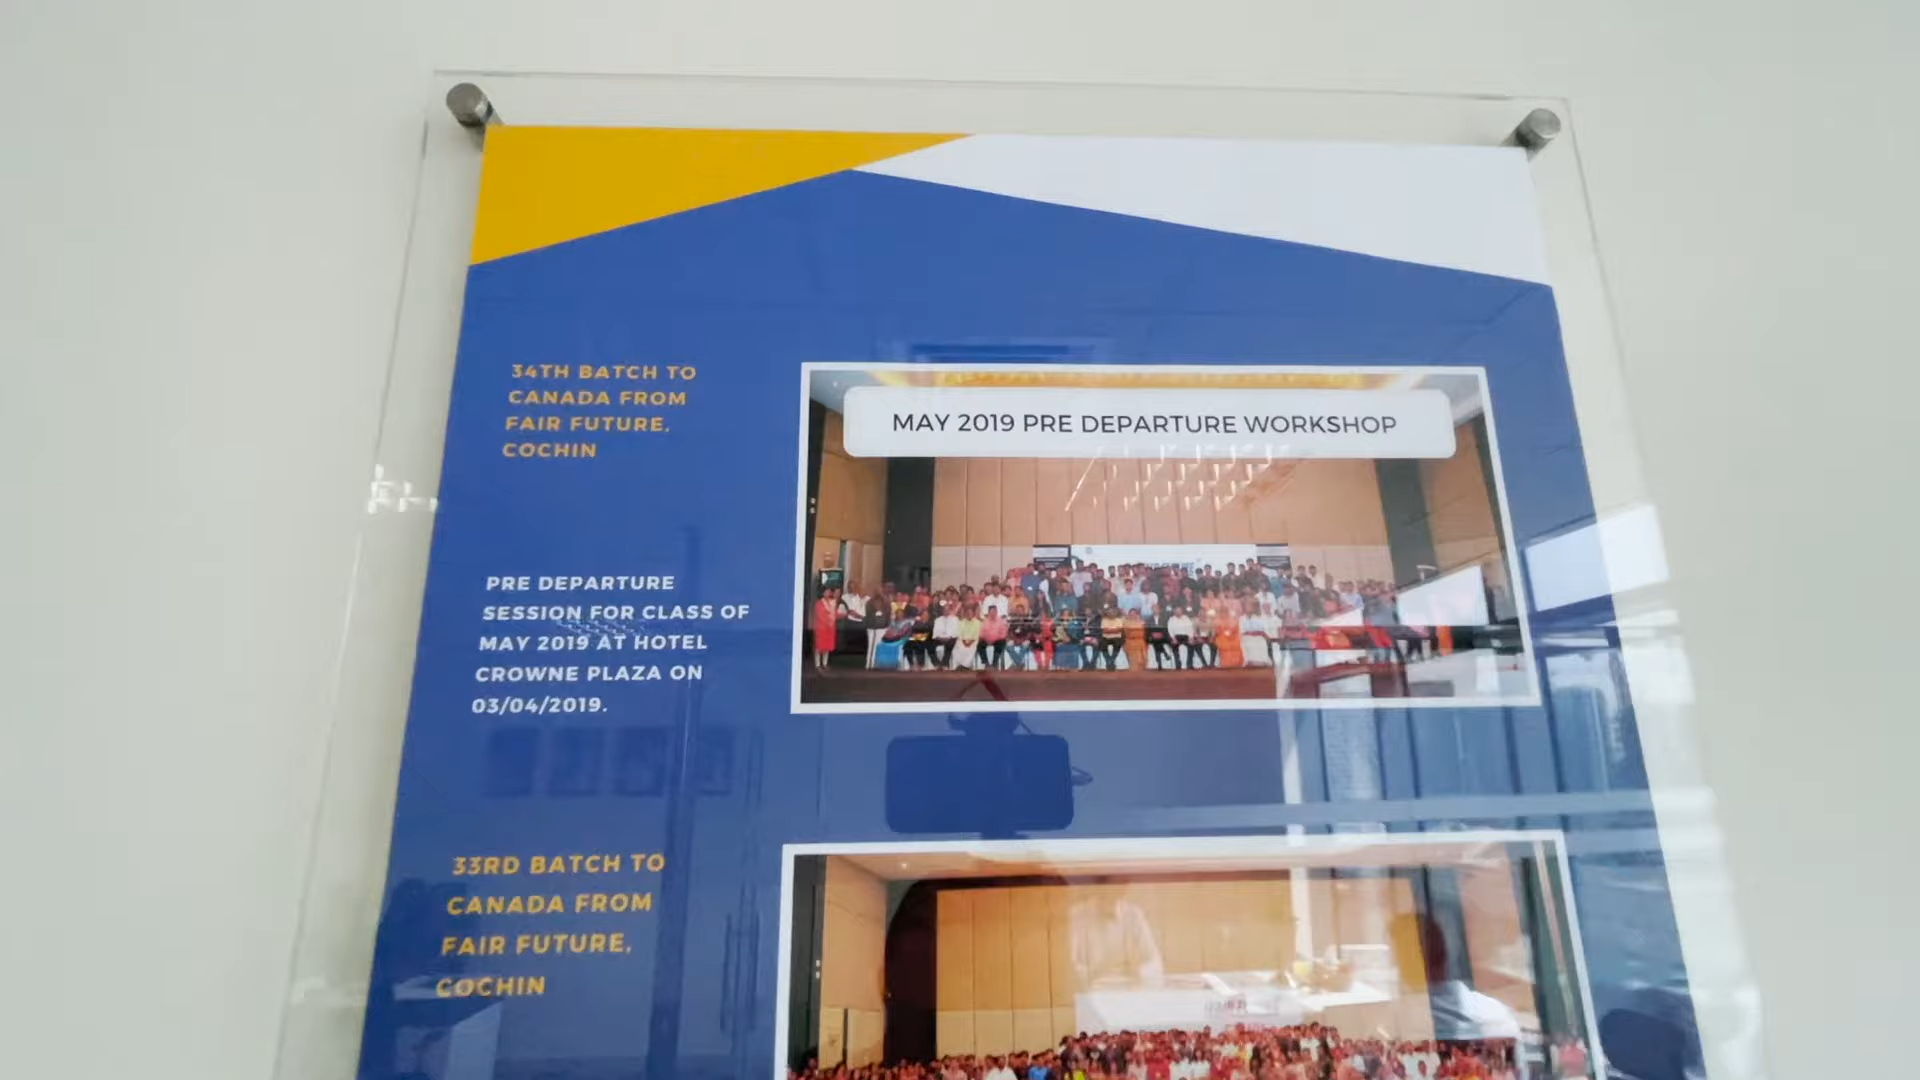 34TH BATCH TO
CANADA FROM
FAIR FUTURE,
COCHIN
MAY 2019 PRE DEPARTURE WORKSHOP
PRE DEPARTURE
SESSION FOR CLASS OF
MAY 2019 AT HOTEL
CROWNE PLAZA ON
03/04/2019.
33RD BATCH TO
CANADA FROM
FAIR FUTURE,
COCHIN